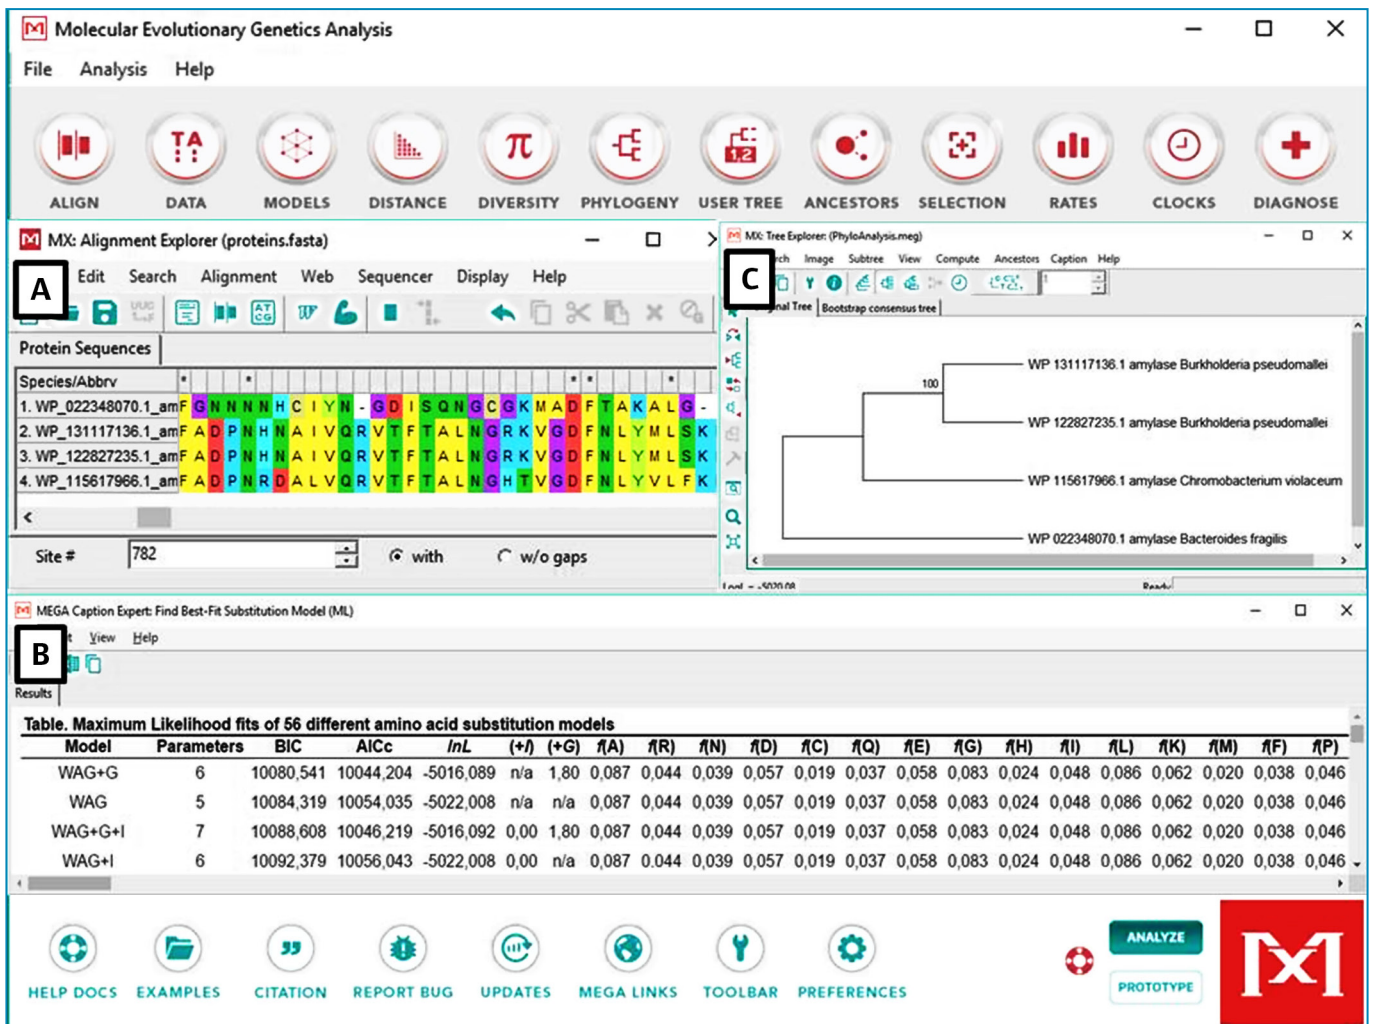 Molecular Evolutionary Genetics Analysis
File Analysis Help
TA
π
1,2
ALIGN DATA MODELS DISTANCE DIVERSITY PHYLOGENY USER TREE ANCESTORS SELECTION RATES CLOCKS DIAGNOSE
MX: Alignment Explorer (proteins.fasta)
A
Edit Search Alignment Web Sequencer Display Help
Protein Sequences
Species/Abbrv * * * * *
1. WP_022348070.1_am F G N N N N H C I Y N - G D I S Q N G C G K M A D F T A K A L G -
2. WP_131117136.1_am F A D P N H N A I V Q R V T F T A L N G R K V G D F N L Y M L S K
3. WP_122827235.1_am F A D P N H N A I V Q R V T F T A L N G R K V G D F N L Y M L S K
4. WP_115617966.1_am F A D P N R D A L V Q R V T F T A L N G H T V G D F N L Y V L F K
Site # 782 with w/o gaps
MX: Tree Explorer: (PhyloAnalysis.meg)
C
Image Subtree View Compute Ancestors Caption Help
1
Tree Bootstrap consensus tree
WP 131117136.1 amylase Burkholderia pseudomallei
100
WP 122827235.1 amylase Burkholderia pseudomallei
WP 115617966.1 amylase Chromobacterium violaceum
WP 022348070.1 amylase Bacteroides fragilis
LogL = -5020.08 Ready
MEGA Caption Expert: Find Best-Fit Substitution Model (ML)
B
View Help
Results
Table. Maximum Likelihood fits of 56 different amino acid substitution models
Model Parameters BIC AICc lnL (+I) (+G) f(A) f(R) f(N) f(D) f(C) f(Q) f(E) f(G) f(H) f(I) f(L) f(K) f(M) f(F) f(P)
WAG+G 6 10080,541 10044,204 -5016,089 n/a 1,80 0,087 0,044 0,039 0,057 0,019 0,037 0,058 0,083 0,024 0,048 0,086 0,062 0,020 0,038 0,046
WAG 5 10084,319 10054,035 -5022,008 n/a n/a 0,087 0,044 0,039 0,057 0,019 0,037 0,058 0,083 0,024 0,048 0,086 0,062 0,020 0,038 0,046
WAG+G+I 7 10088,608 10046,219 -5016,092 0,00 1,80 0,087 0,044 0,039 0,057 0,019 0,037 0,058 0,083 0,024 0,048 0,086 0,062 0,020 0,038 0,046
WAG+I 6 10092,379 10056,043 -5022,008 0,00 n/a 0,087 0,044 0,039 0,057 0,019 0,037 0,058 0,083 0,024 0,048 0,086 0,062 0,020 0,038 0,046
HELP DOCS EXAMPLES CITATION REPORT BUG UPDATES MEGA LINKS TOOLBAR PREFERENCES
ANALYZE
PROTOTYPE